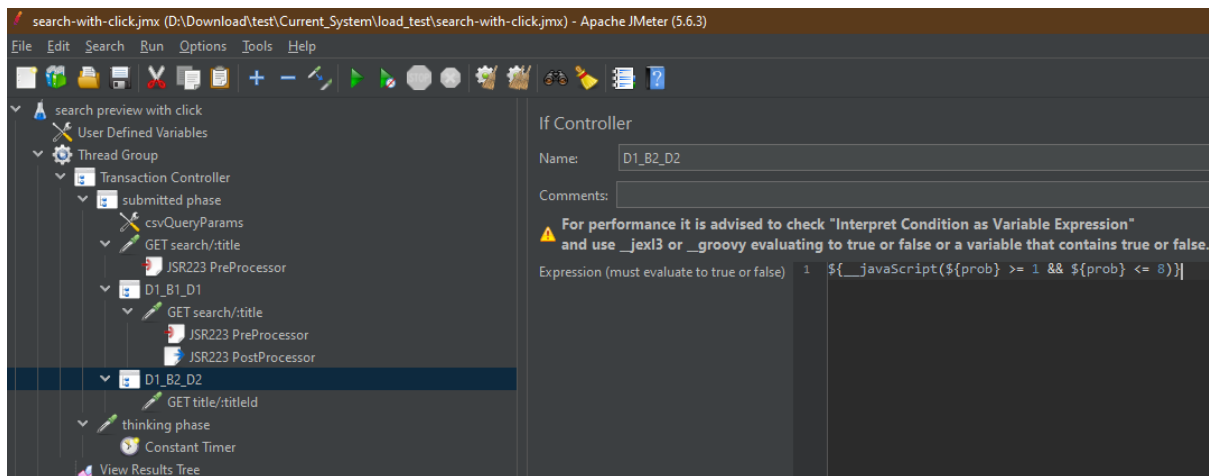 search-with-click.jmx (D:\Download\test\Current_System\load_test\search-with-click.jmx) - Apache JMeter (5.6.3)
File Edit Search Run Options Tools Help
search preview with click
User Defined Variables
Thread Group
Transaction Controller
submitted phase
csvQueryParams
GET search/:title
JSR223 PreProcessor
D1_B1_D1
GET search/:title
JSR223 PreProcessor
JSR223 PostProcessor
D1_B2_D2
GET title/:titleId
thinking phase
Constant Timer
View Results Tree
If Controller
Name: D1_B2_D2
Comments:
For performance it is advised to check "Interpret Condition as Variable Expression"
and use __jexl3 or __groovy evaluating to true or false or a variable that contains true or false.
Expression (must evaluate to true or false) 1 ${__javaScript(${prob} >= 1 && ${prob} <= 8)}